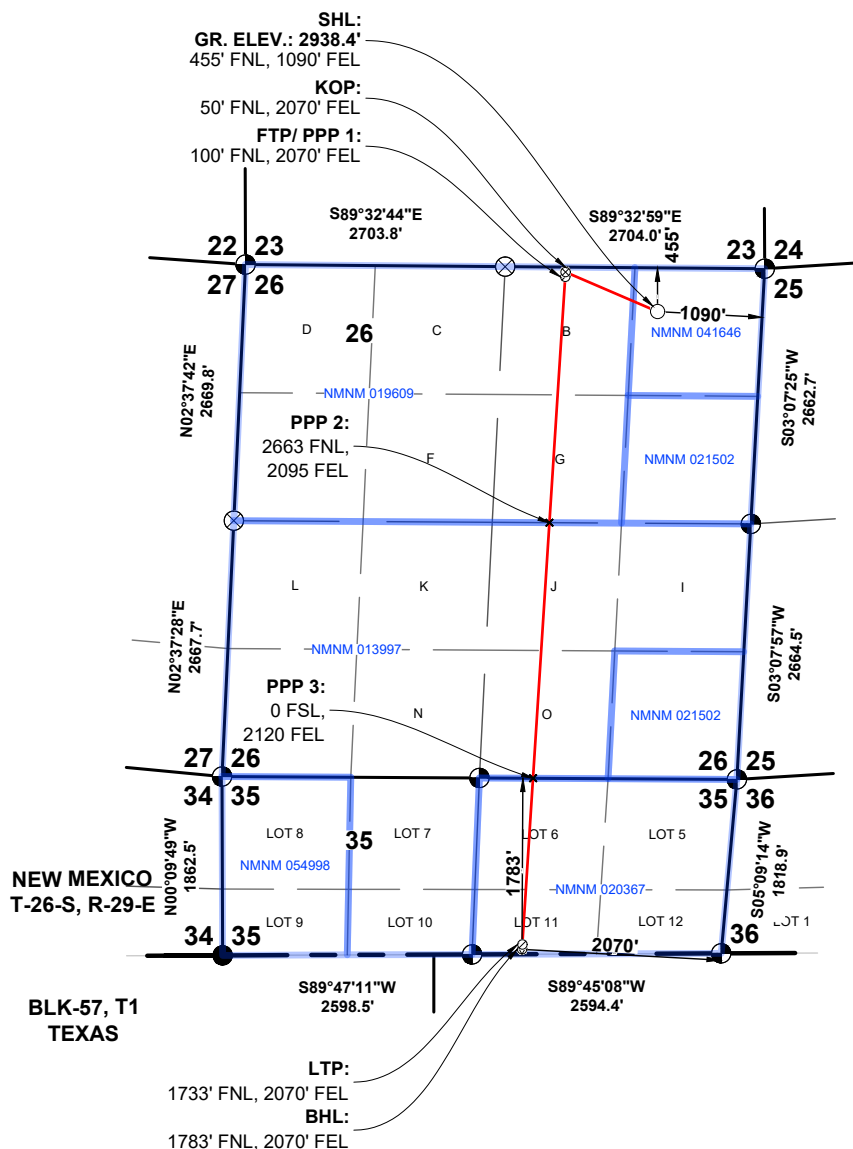 SHL:
GR. ELEV.: 2938.4'
455' FNL, 1090' FEL
KOP:
50' FNL, 2070' FEL
FTP/ PPP 1:
100' FNL, 2070' FEL
S89°32'44"E
2703.8'
S89°32'59"E
2704.0'
455'
22 23
27 26
23 24
25
1090'
D
26
C
B
NMNM 041646
N02°37'42"E
2669.8'
S03°07'25"W
2662.7'
NMNM 019609
PPP 2:
2663 FNL,
2095 FEL
F
G
NMNM 021502
L
K
J
I
N02°37'28"E
2667.7'
S03°07'57"W
2664.5'
NMNM 013997
PPP 3:
0 FSL,
2120 FEL
N
O
NMNM 021502
27 26
34 35
26 25
35 36
LOT 8
35
LOT 7
LOT 6
LOT 5
NMNM 054998
1783'
NMNM 020367
N00°09'49"W
1862.5'
S05°09'14"W
1818.9'
NEW MEXICO
T-26-S, R-29-E
LOT 9
LOT 10
LOT 11
LOT 12
LOT 1
34 35
36
2070'
S89°47'11"W
2598.5'
S89°45'08"W
2594.4'
BLK-57, T1
TEXAS
LTP:
1733' FNL, 2070' FEL
BHL:
1783' FNL, 2070' FEL